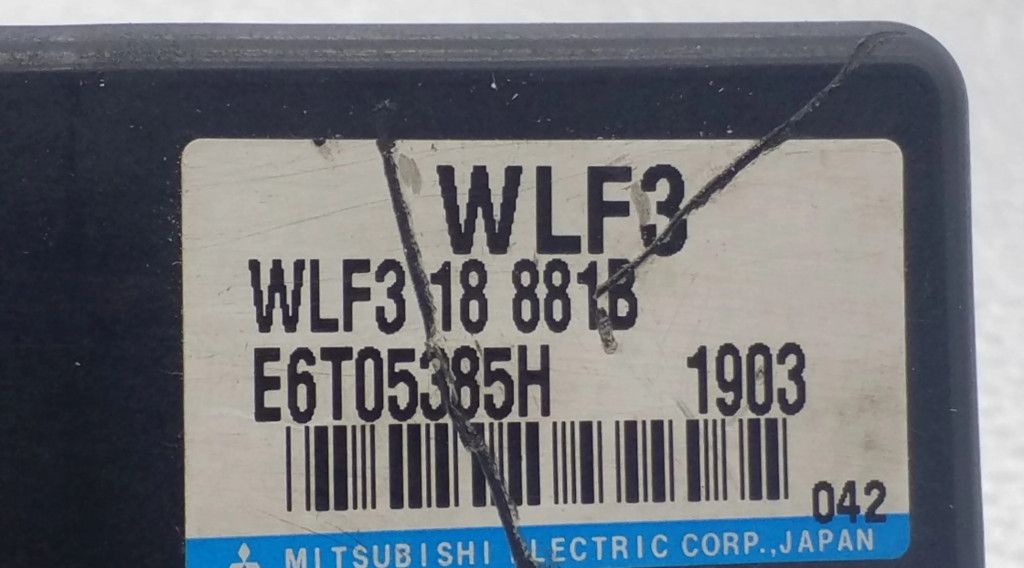 WLF3
WLF3 18 881B
E6T05385H 1903
042
MITSUBISHI ELECTRIC CORP.,JAPAN